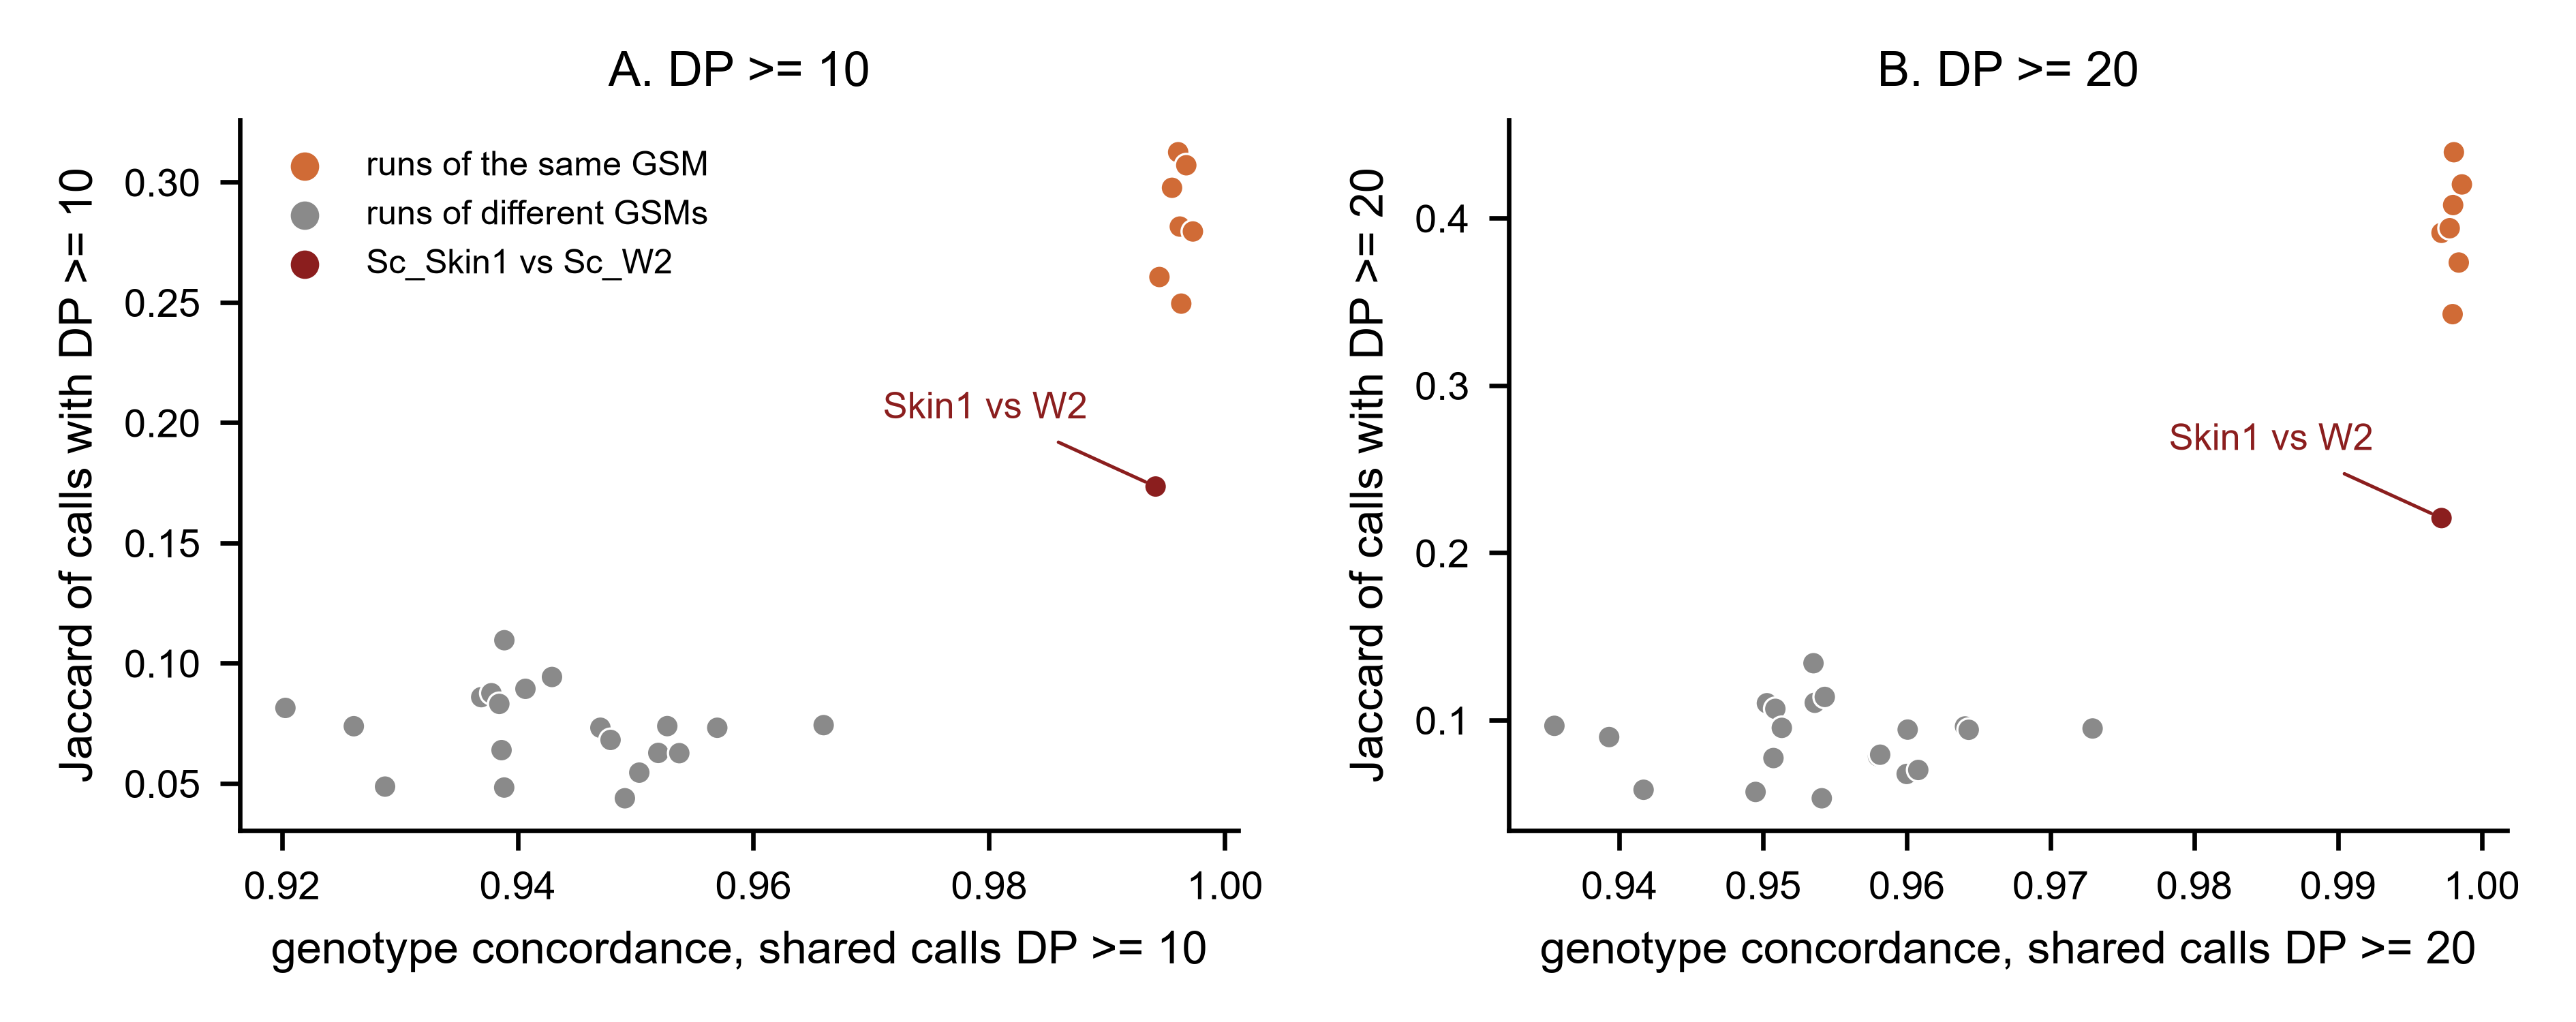 A. DP >= 10
Jaccard of calls with DP >= 10
0.30
0.25
0.20
0.15
0.10
0.05
runs of the same GSM
runs of different GSMs
Sc_Skin1 vs Sc_W2
Skin1 vs W2
0.92 0.94 0.96 0.98 1.00
genotype concordance, shared calls DP >= 10
B. DP >= 20
Jaccard of calls with DP >= 20
0.4
0.3
0.2
0.1
Skin1 vs W2
0.94 0.95 0.96 0.97 0.98 0.99 1.00
genotype concordance, shared calls DP >= 20